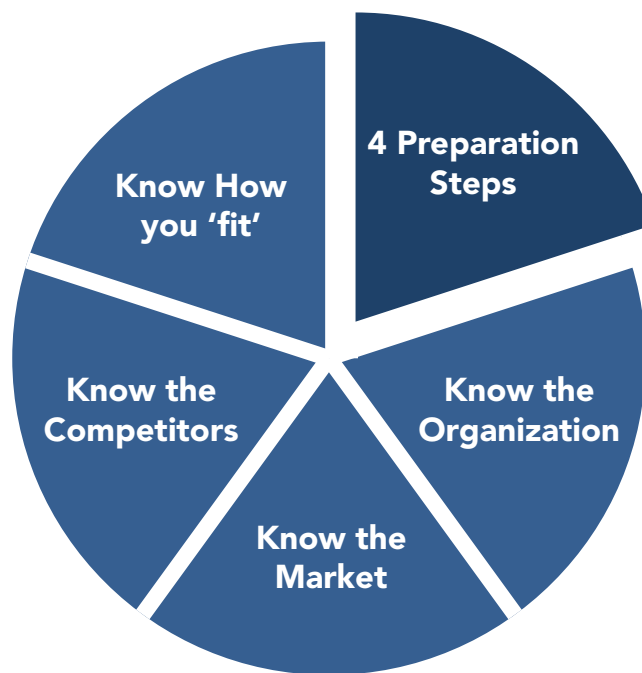 4 Preparation
Steps
Know the
Organization
Know the
Market
Know the
Competitors
Know How
you ‘fit’